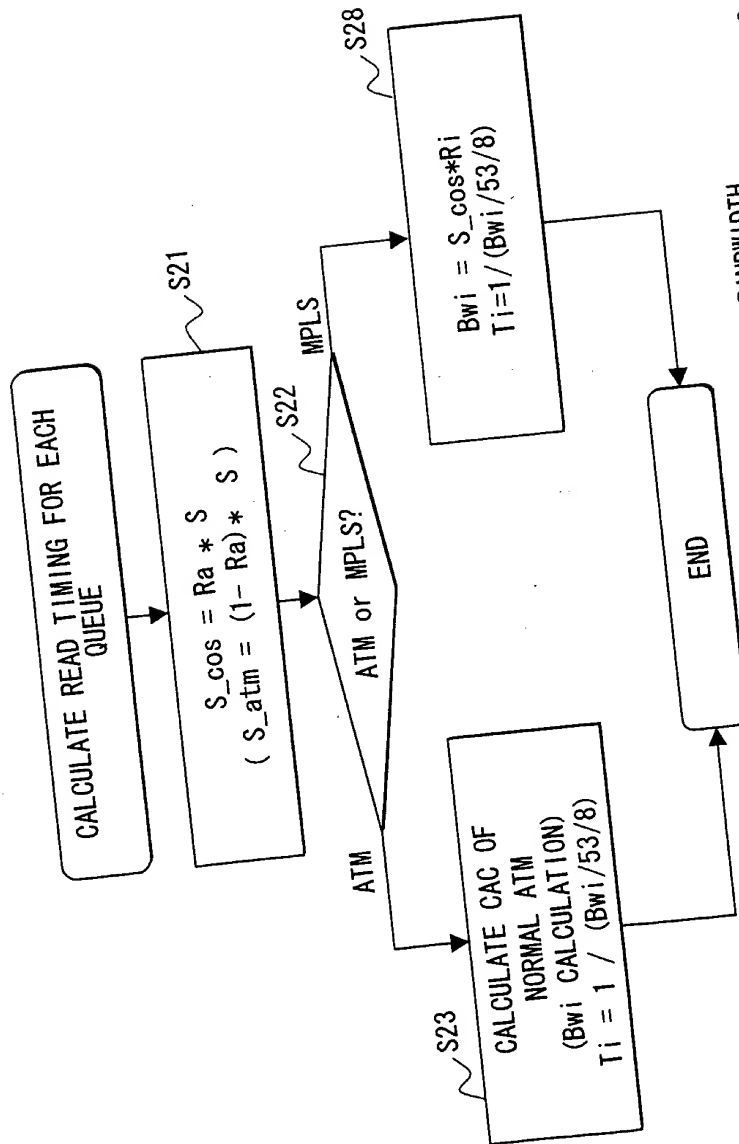 CALCULATE READ TIMING FOR EACH
QUEUE
S21
S_cos = Ra * S
( S_atm = (1- Ra)* S )
S22
ATM or MPLS?
ATM
MPLS
S23
CALCULATE CAC OF
NORMAL ATM
(Bwi CALCULATION)
Ti = 1 / (Bwi/53/8)
S28
Bwi = S_cos*Ri
Ti=1/(Bwi/53/8)
END